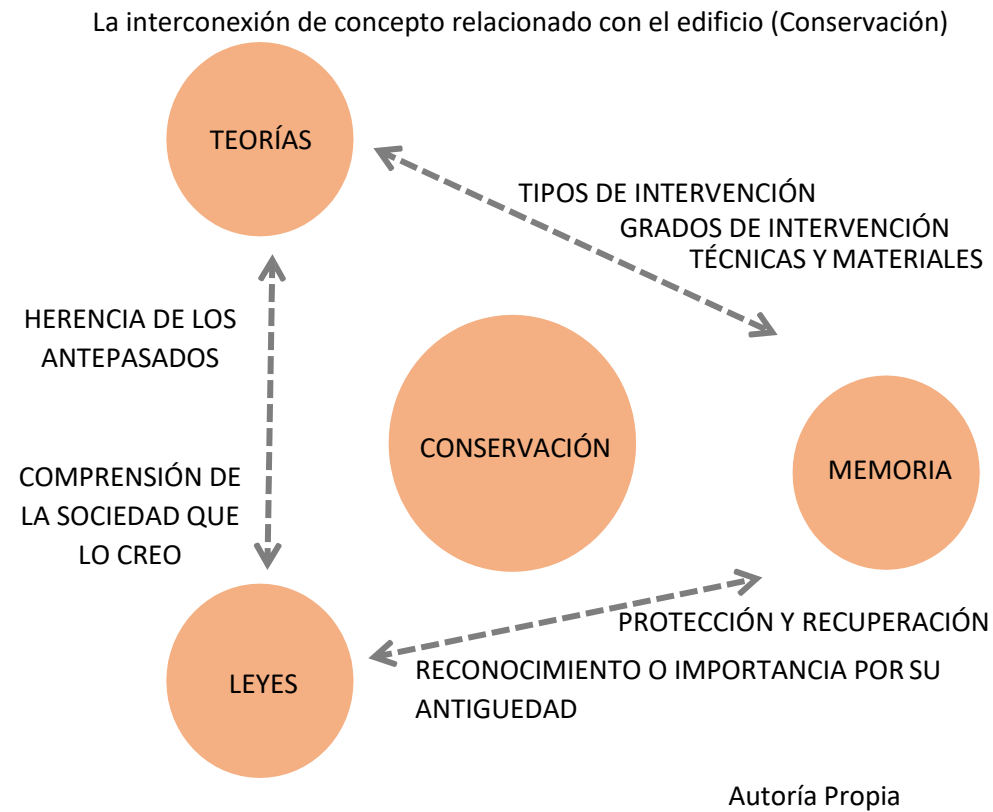 La interconexión de concepto relacionado con el edificio (Conservación)
TEORÍAS
TIPOS DE INTERVENCIÓN
GRADOS DE INTERVENCIÓN
TÉCNICAS Y MATERIALES
HERENCIA DE LOS
ANTEPASADOS
CONSERVACIÓN
MEMORIA
COMPRENSIÓN DE
LA SOCIEDAD QUE
LO CREO
PROTECCIÓN Y RECUPERACIÓN
LEYES
RECONOCIMIENTO O IMPORTANCIA POR SU
ANTIGUEDAD
Autoría Propia